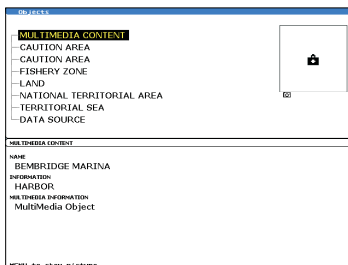 Objects
MULTIMEDIA CONTENT
CAUTION AREA
CAUTION AREA
FISHERY ZONE
LAND
NATIONAL TERRITORIAL AREA
TERRITORIAL SEA
DATA SOURCE
MULTIMEDIA CONTENT
NAME
BEMBRIDGE MARINA
INFORMATION
HARBOR
MULTIMEDIA INFORMATION
MultiMedia Object